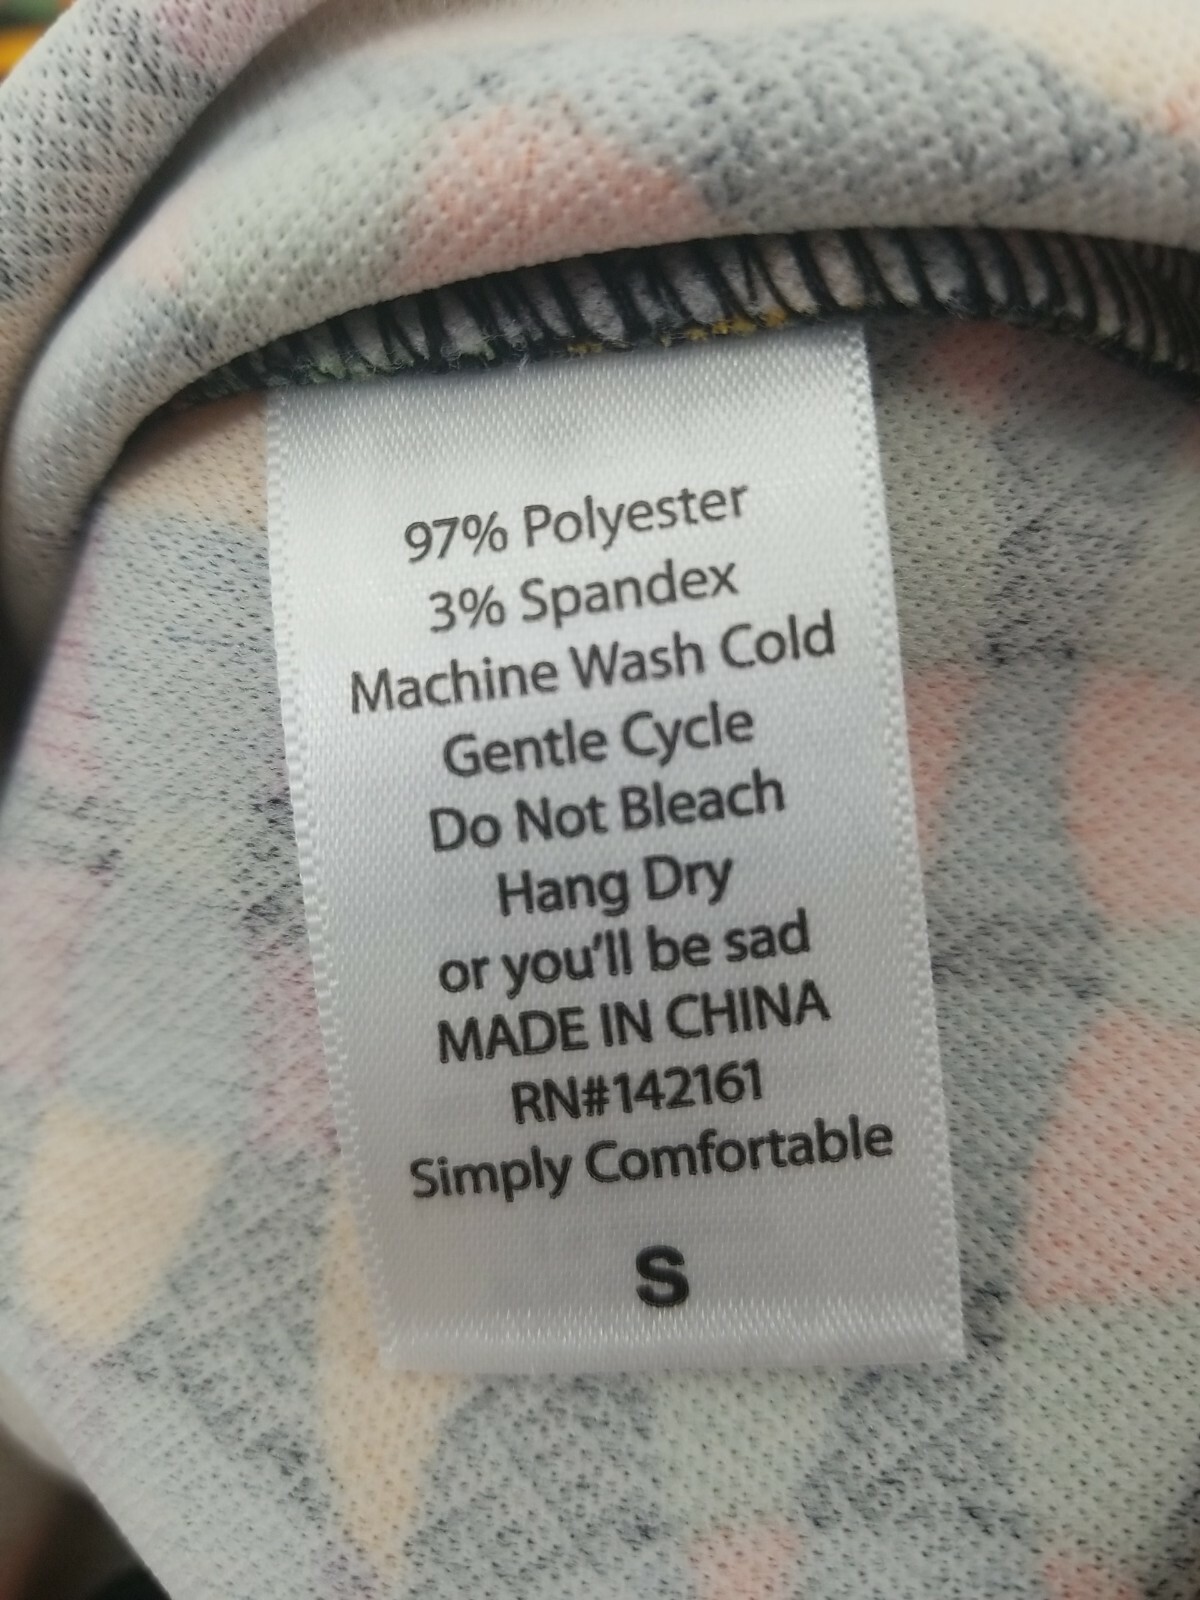 97% Polyester
3% Spandex
Machine Wash Cold
Gentle Cycle
Do Not Bleach
Hang Dry
or you'll be sad
MADE IN CHINA
RN#142161
Simply Comfortable
S